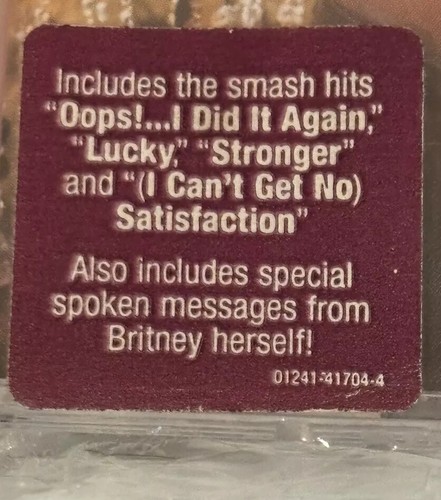 Includes the smash hits
“Oops!...I Did It Again,”
“Lucky,” “Stronger”
and “(I Can’t Get No)
Satisfaction”
Also includes special
spoken messages from
Britney herself!
01241-41704-4